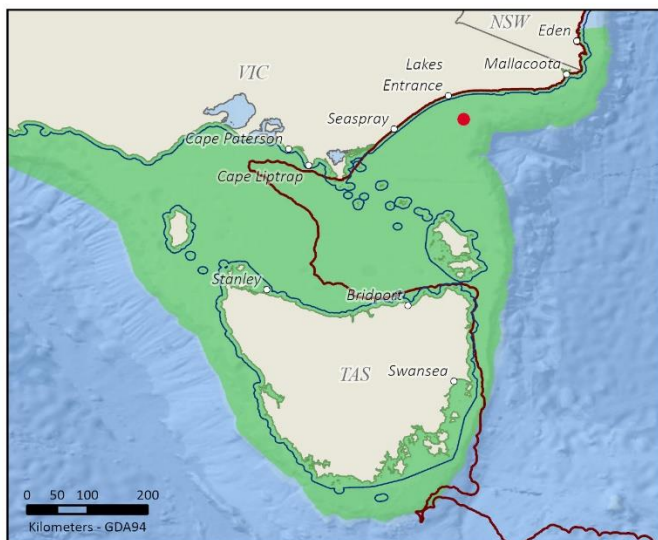 NSW
Eden
VIC
Lakes
Entrance
Mallacoota
Seaspray
Cape Paterson
Cape Liptrap
Stanley
Bridport
TAS
Swansea
0 50 100 200
Kilometers - GDA94